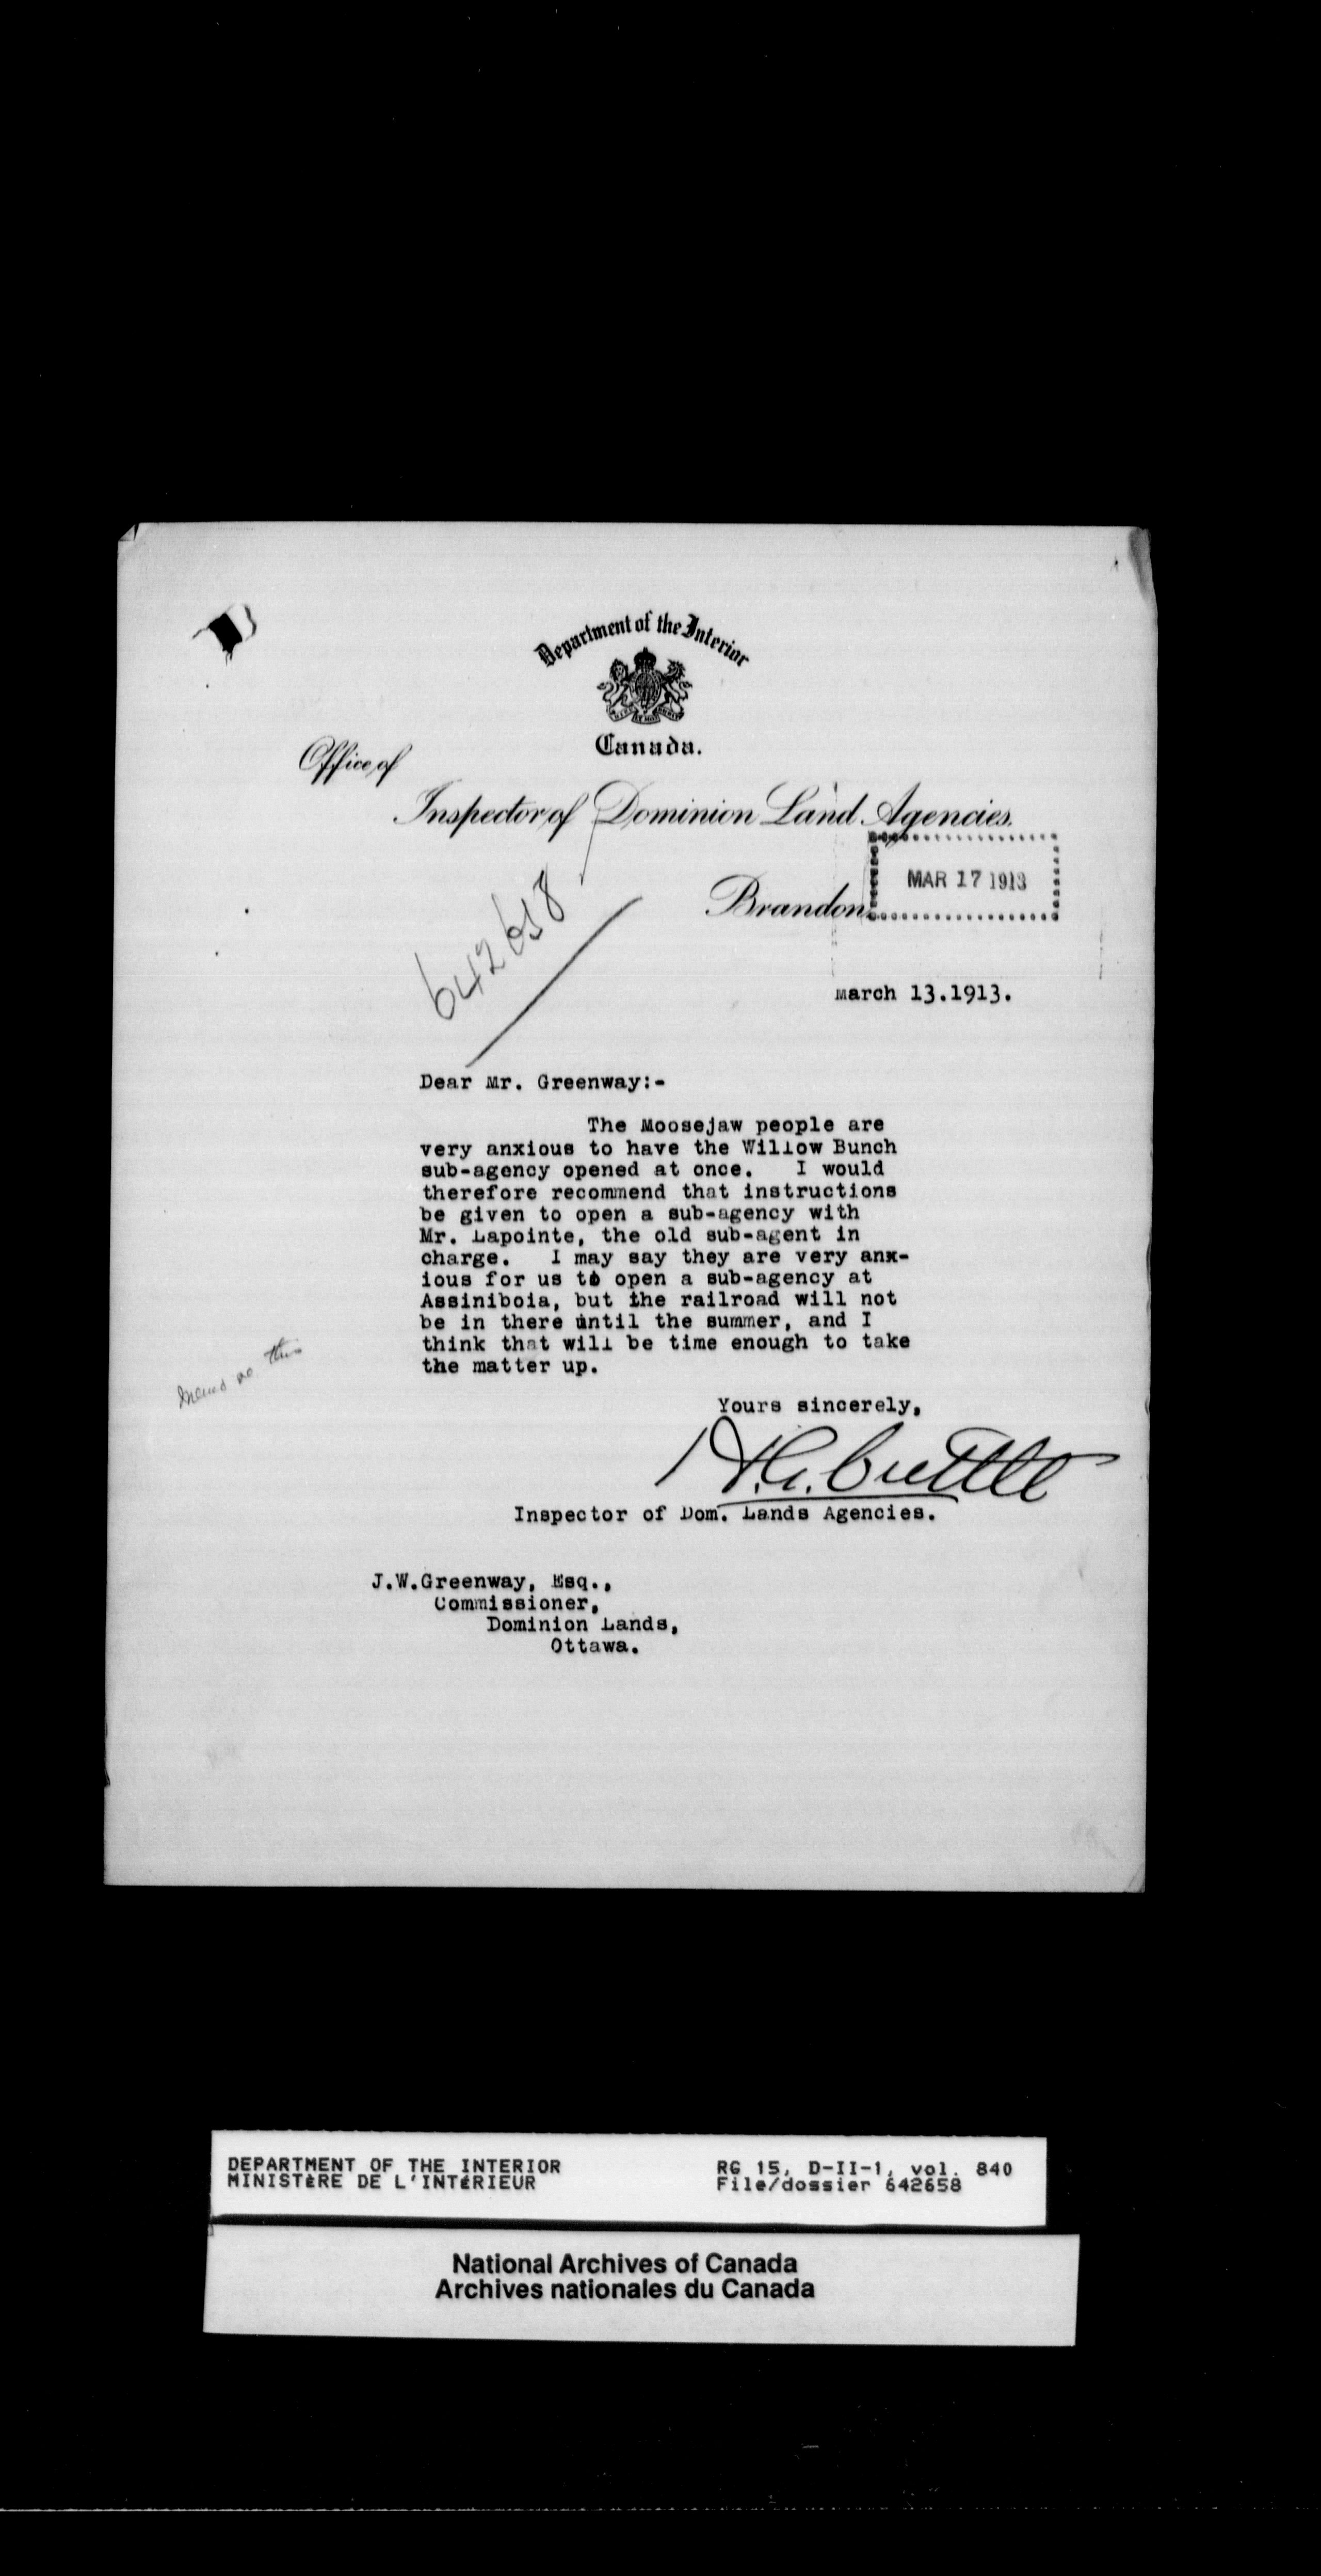 Department of the Interior
Canada.
Office of
Inspector of Dominion Land Agencies.
MAR 17 1913
Brandon
642658
March 13.1913.
Dear Mr. Greenway:-
The Moosejaw people are
very anxious to have the Willow Bunch
sub-agency opened at once. I would
therefore recommend that instructions
be given to open a sub-agency with
Mr. Lapointe, the old sub-agent in
charge. I may say they are very anx-
ious for us to open a sub-agency at
Assiniboia, but the railroad will not
be in there until the summer, and I
think that will be time enough to take
the matter up.
Memo re this
Yours sincerely,
Inspector of Dom. Lands Agencies.
J.W.Greenway, Esq.,
Commissioner,
Dominion Lands,
Ottawa.
DEPARTMENT OF THE INTERIOR
MINISTÈRE DE L'INTÉRIEUR
RG 15, D-II-1, vol. 840
File/dossier 642658
National Archives of Canada
Archives nationales du Canada